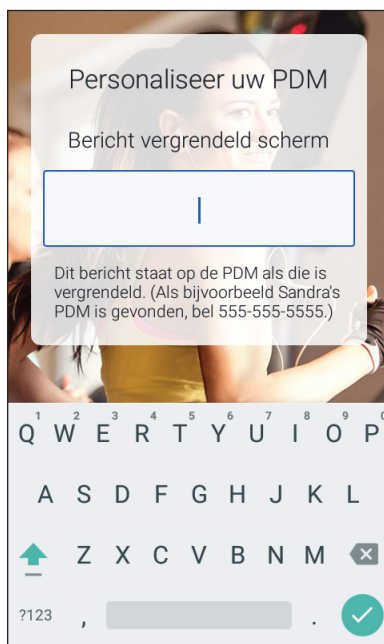 Personaliseer uw PDM
Bericht vergrendeld scherm
Dit bericht staat op de PDM als die is
vergrendeld. (Als bijvoorbeeld Sandra's
PDM is gevonden, bel 555-555-5555.)
1 2 3 4 5 6 7 8 9 0
Q W E R T Y U I O P
A S D F G H J K L
Z X C V B N M
?123 , .